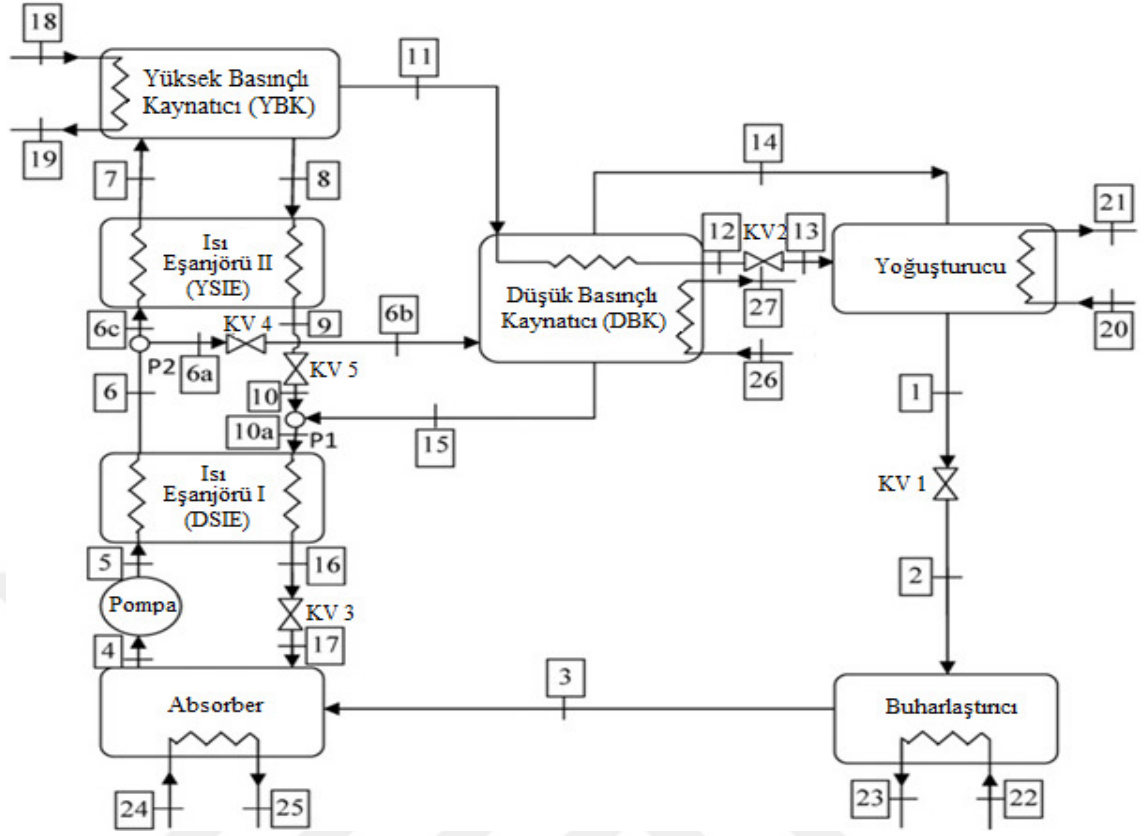 18
11
Yüksek Basınçlı
Kaynatıcı (YBK)
19
14
7
8
21
12
KV2
13
Isı
Eşanjörü II
(YSIE)
Yoğuşturucu
Düşük Basınçlı
Kaynatıcı (DBK)
27
6c
KV 4
9
6b
20
P2
6a
KV 5
26
6
10
1
10a
P1
15
Isı
Eşanjörü I
(DSIE)
KV 1
5
16
2
Pompa
KV 3
4
17
3
Absorber
Buharlaştırıcı
24
25
23
22